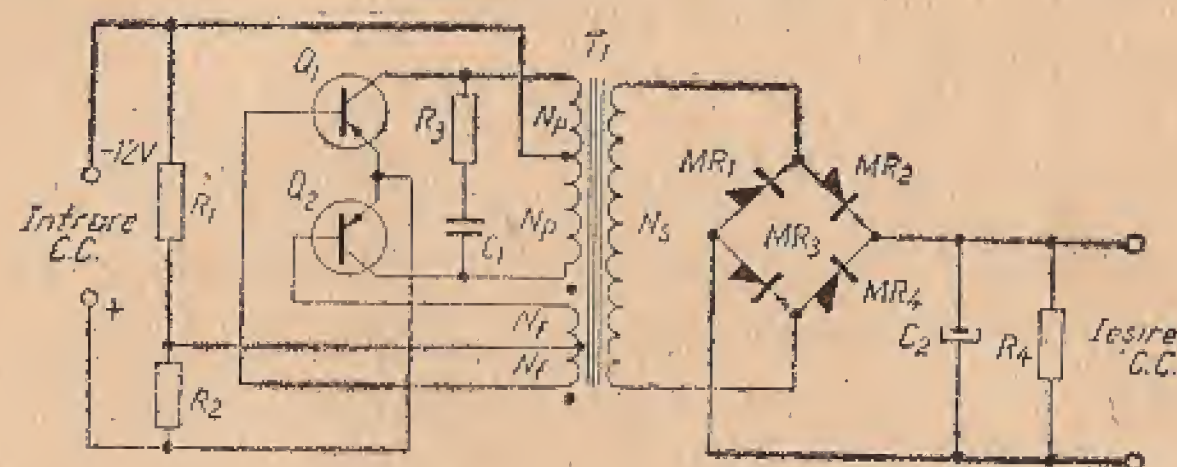 T1
Q1
-12V
R1
Intrare
C.C.
+
R2
Q2
R3
C1
Np
Np
Nf
Nf
Ns
MR1
MR2
MR3
MR4
C2
R4
Iesire
C.C.